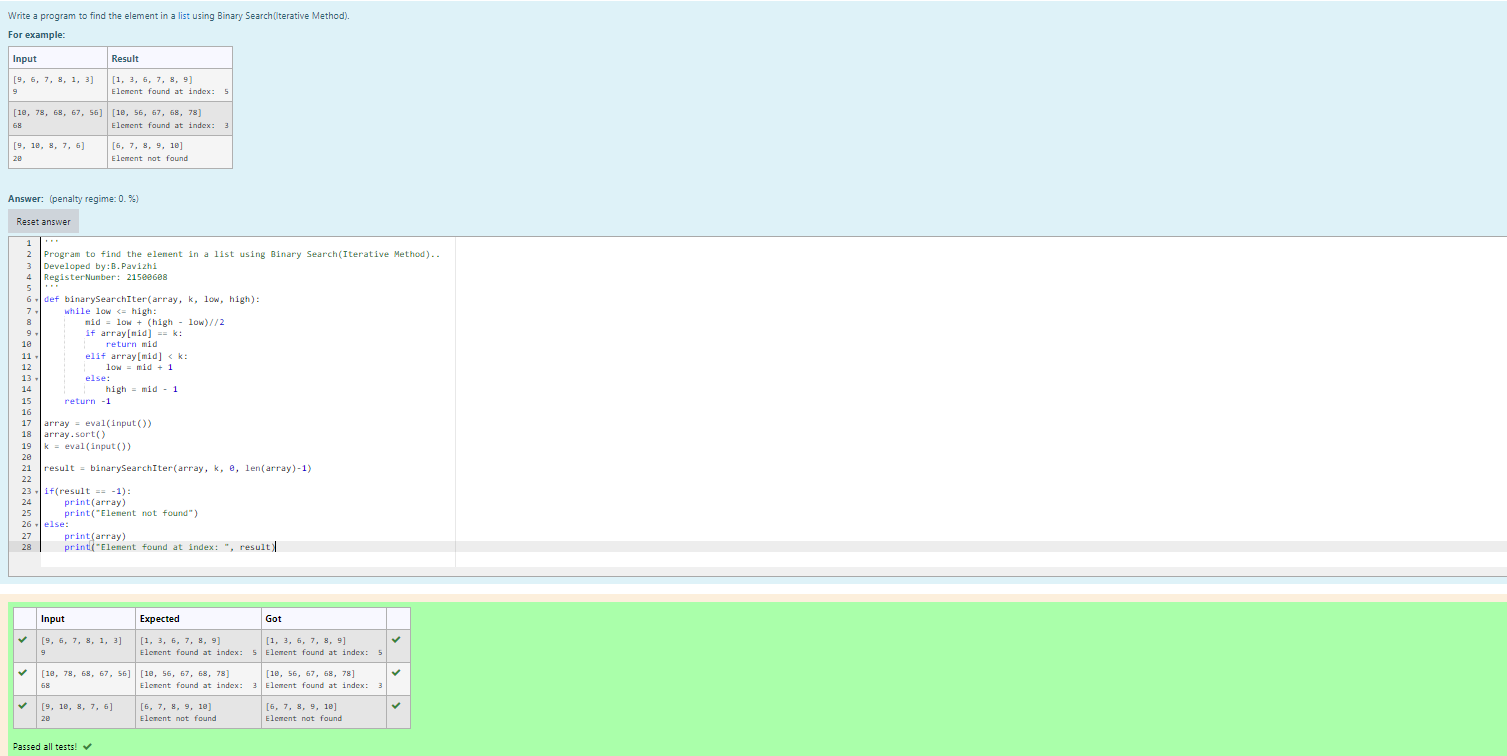 Write a program to find the element in a list using Binary Search(Iterative Method).
For example:
Input Result
[9, 6, 7, 8, 1, 3] [1, 3, 6, 7, 8, 9]
9 Element found at index:  5
[10, 78, 68, 67, 56] [10, 56, 67, 68, 78]
68 Element found at index:  3
[9, 10, 8, 7, 6] [6, 7, 8, 9, 10]
20 Element not found
Answer: (penalty regime: 0. %)
Reset answer
1 '''
2 Program to find the element in a list using Binary Search(Iterative Method)..
3 Developed by:B.Pavizhi
4 RegisterNumber: 21500608
5 '''
6 def binarySearchIter(array, k, low, high):
7     while low <= high:
8         mid = low + (high - low)//2
9         if array[mid] == k:
10             return mid
11         elif array[mid] < k:
12             low = mid + 1
13         else:
14             high = mid - 1
15     return -1
16
17 array = eval(input())
18 array.sort()
19 k = eval(input())
20
21 result = binarySearchIter(array, k, 0, len(array)-1)
22
23 if(result == -1):
24     print(array)
25     print("Element not found")
26 else:
27     print(array)
28     print("Element found at index: ", result)
Input Expected Got
[9, 6, 7, 8, 1, 3] [1, 3, 6, 7, 8, 9] [1, 3, 6, 7, 8, 9]
9 Element found at index:  5 Element found at index:  5
[10, 78, 68, 67, 56] [10, 56, 67, 68, 78] [10, 56, 67, 68, 78]
68 Element found at index:  3 Element found at index:  3
[9, 10, 8, 7, 6] [6, 7, 8, 9, 10] [6, 7, 8, 9, 10]
20 Element not found Element not found
Passed all tests!